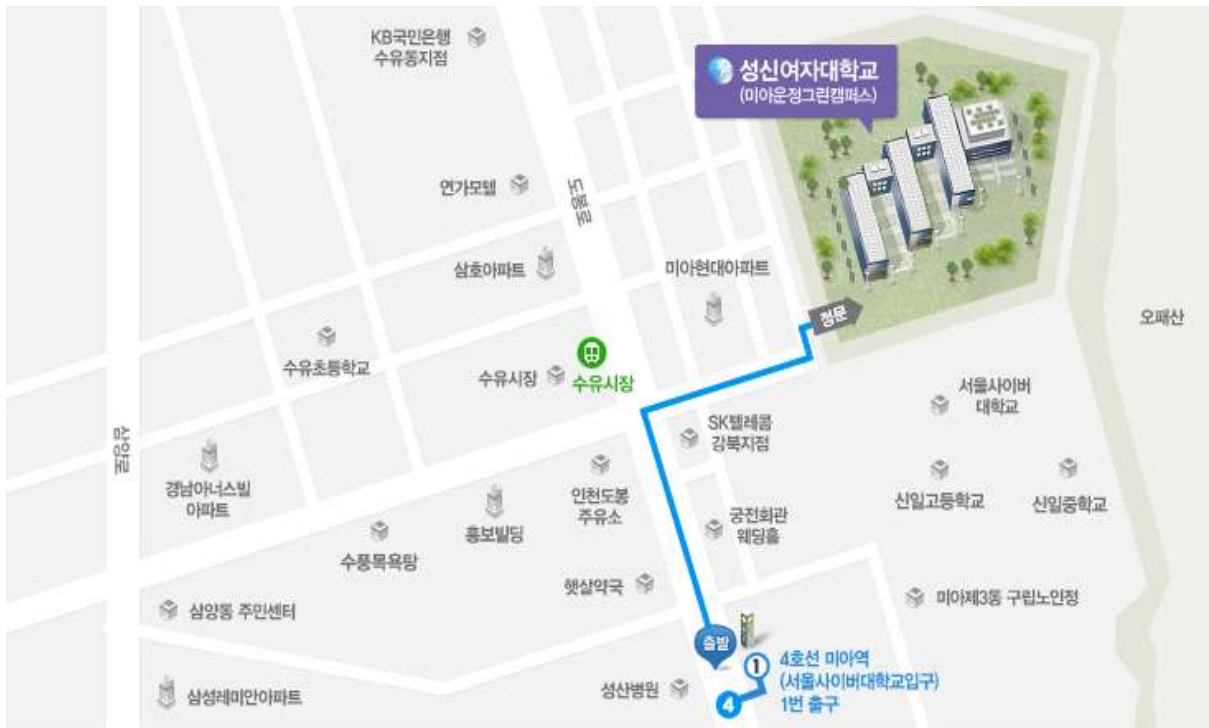 KB국민은행
수유동지점
성신여자대학교
(미아운정그린캠퍼스)
연가모텔
도봉로
삼호아파트
미아현대아파트
정문
오패산
수유초등학교
수유시장
수유시장
서울사이버
대학교
SK텔레콤
강북지점
삼양로
경남아너스빌
아파트
인천도봉
주유소
신일고등학교
신일중학교
홍보빌딩
궁전회관
웨딩홀
수풍목욕탕
햇살약국
미아제3동 구립노인정
삼양동 주민센터
출발
1
4호선 미아역
(서울사이버대학교입구)
1번 출구
4
성산병원
삼성레미안아파트